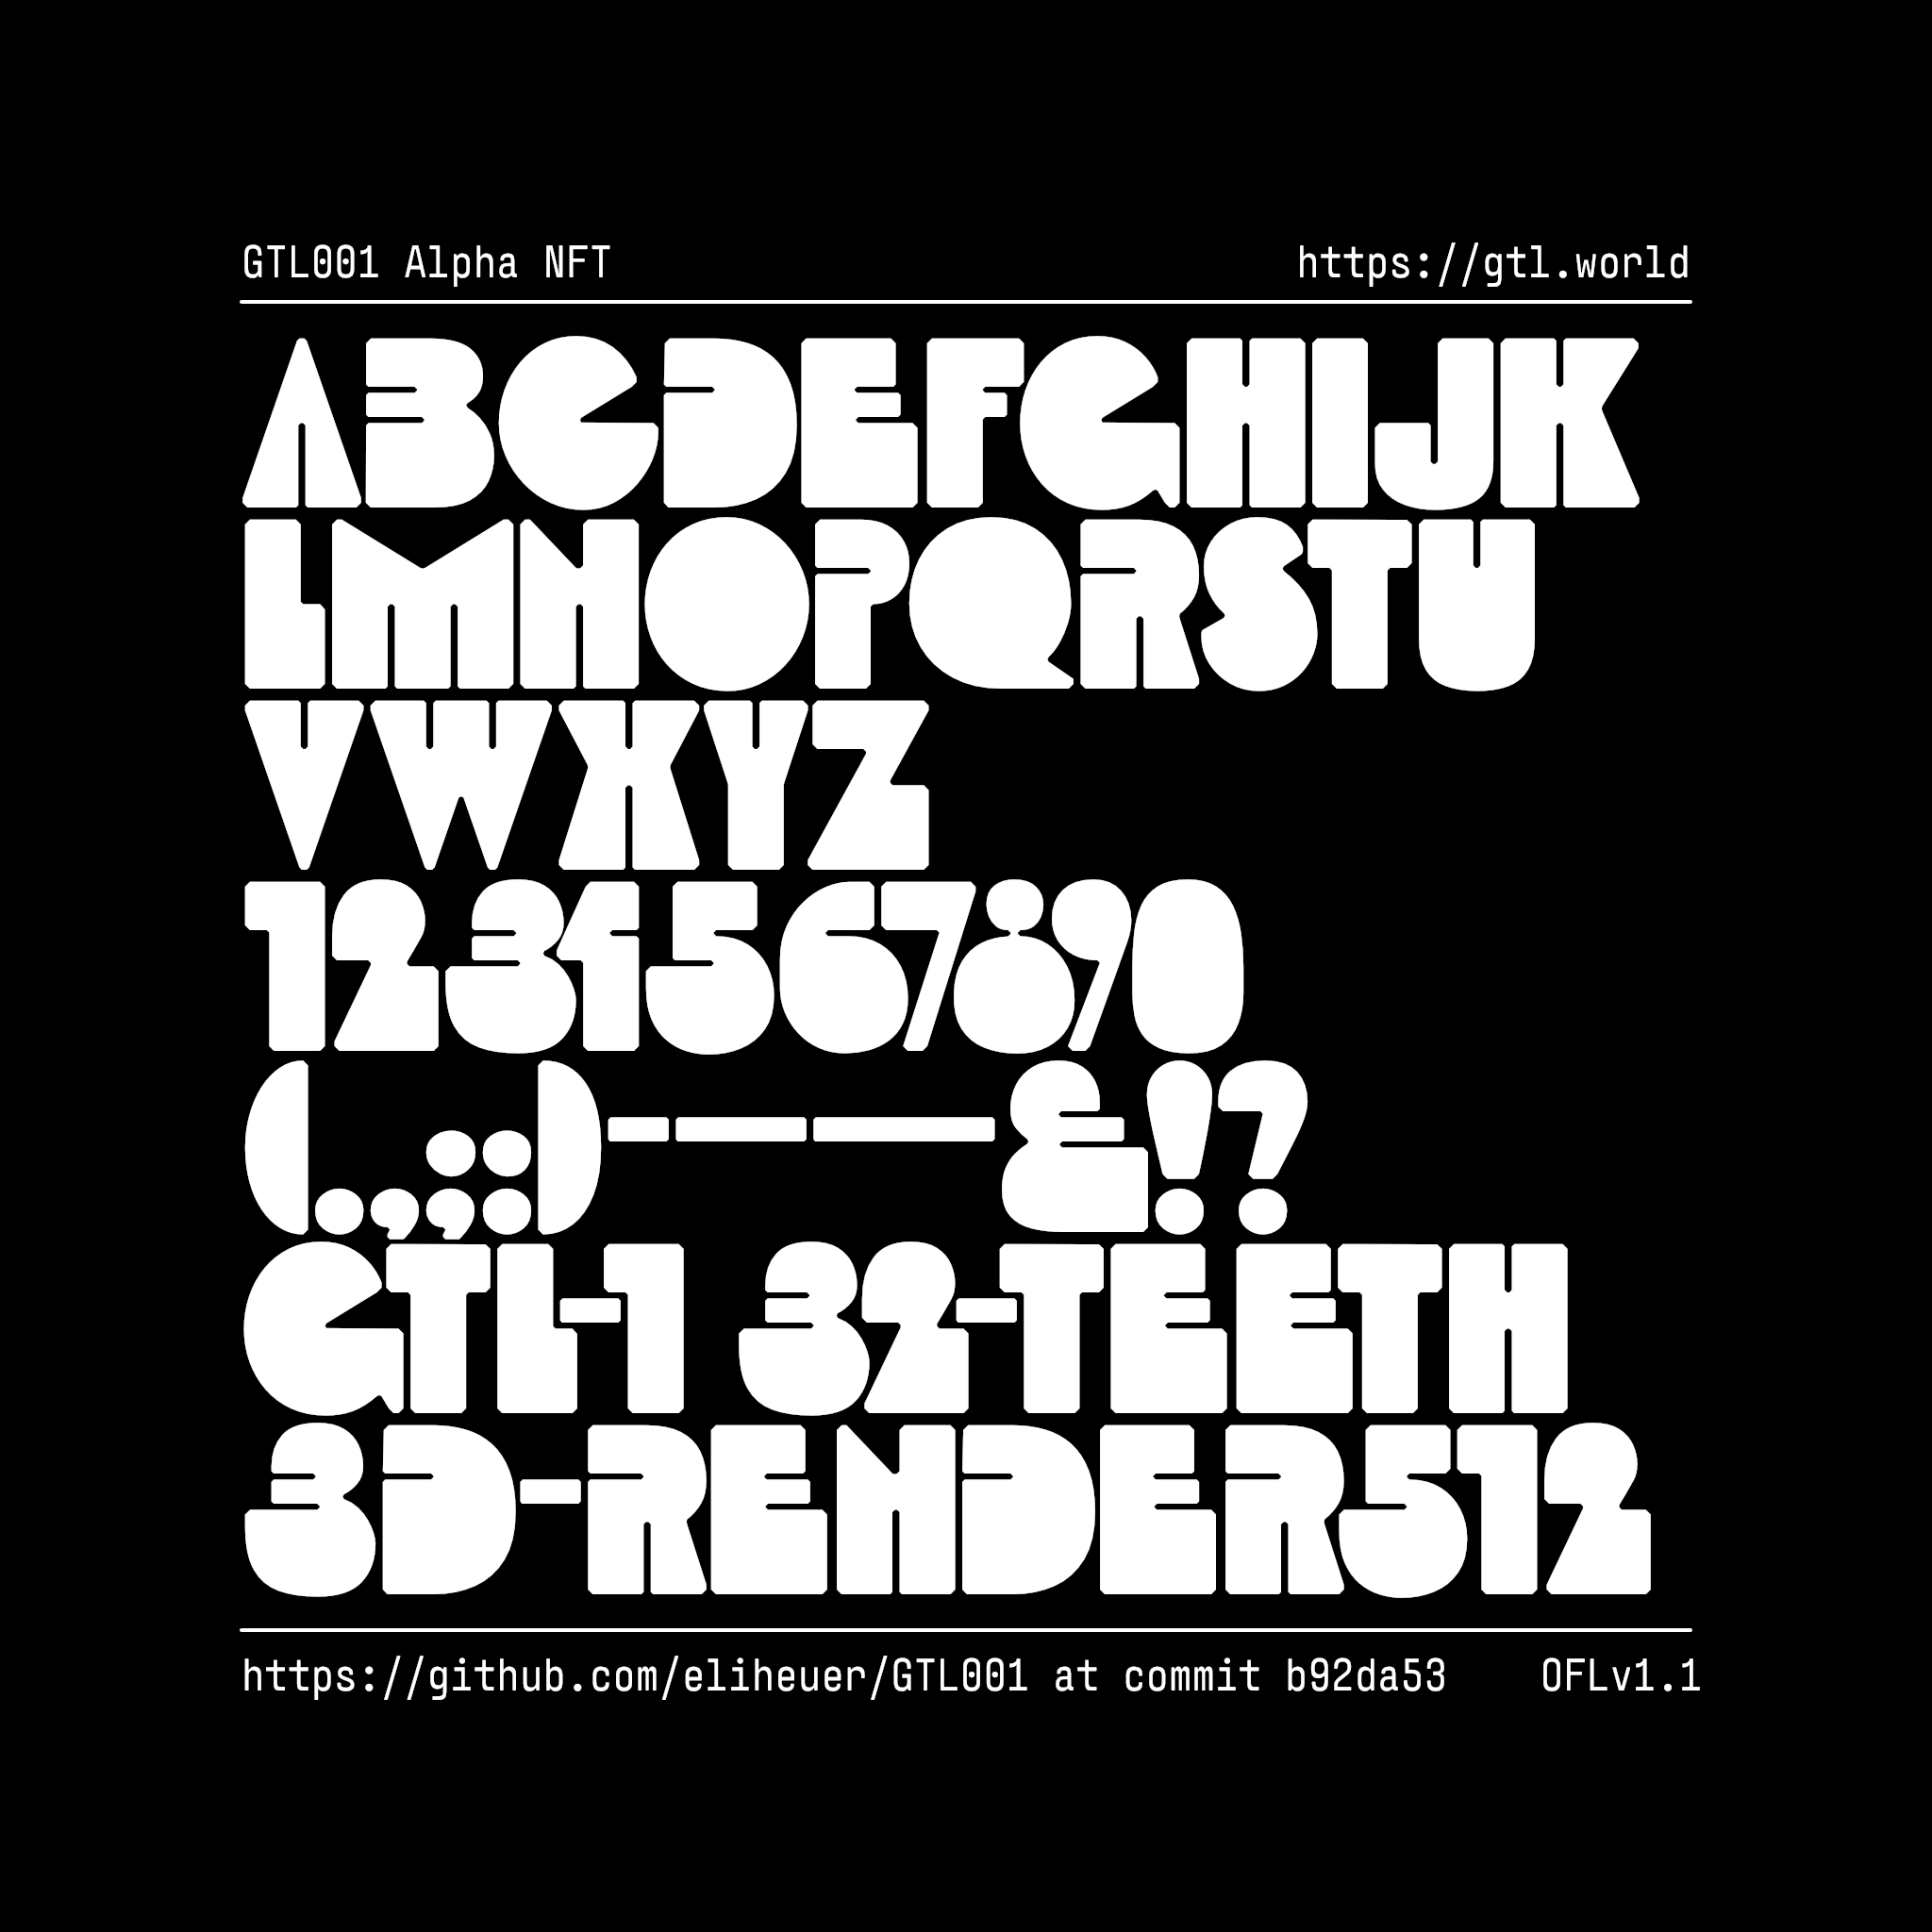 GTL001 Alpha NFT https://gtl.world
ABCDEFGHIJK
LMNOPQRSTU
VWXYZ
1234567890
(.,;:)-–—&!?
GTL-1 32-TEETH
3D-RENDER512
https://github.com/eliheuer/GTL001 at commit b92da53 OFLv1.1